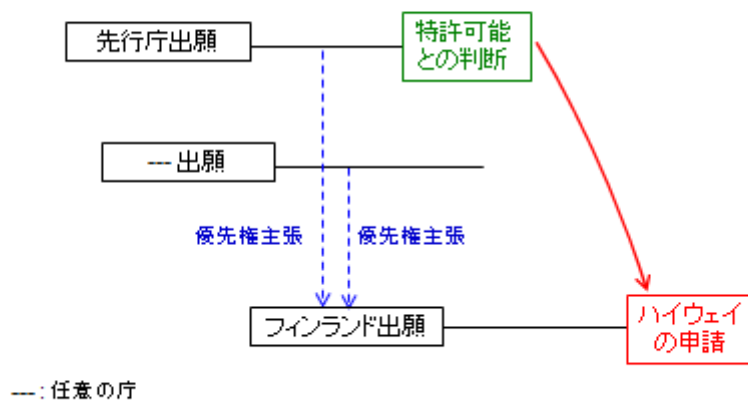 先行庁出願
特許可能
との判断
---出願
優先権主張
優先権主張
フィンランド出願
ハイウェイ
の申請
---:任意の庁